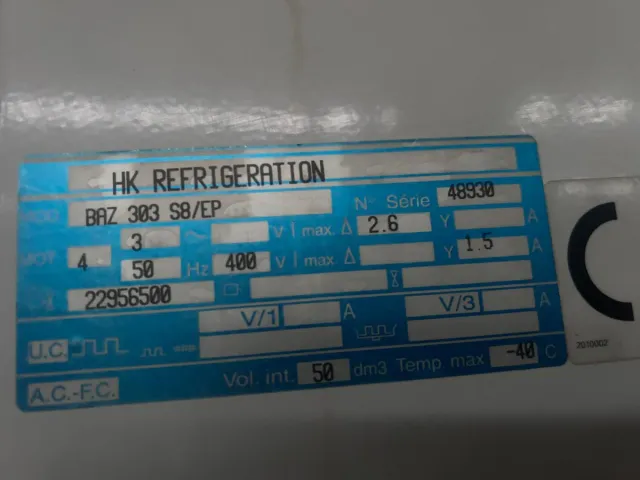 HK REFRIGERATION
BAZ 303 S8/EP N° Série 48930
MOT 4 3 ~ V I max. Δ 2.6 Y A
50 Hz 400 V I max. Δ Y 1.5 A
22956500
V/1 A V/3 A
U.C.
A.C.-F.C. Vol. int. 50 dm3 Temp max -40 C
2010002